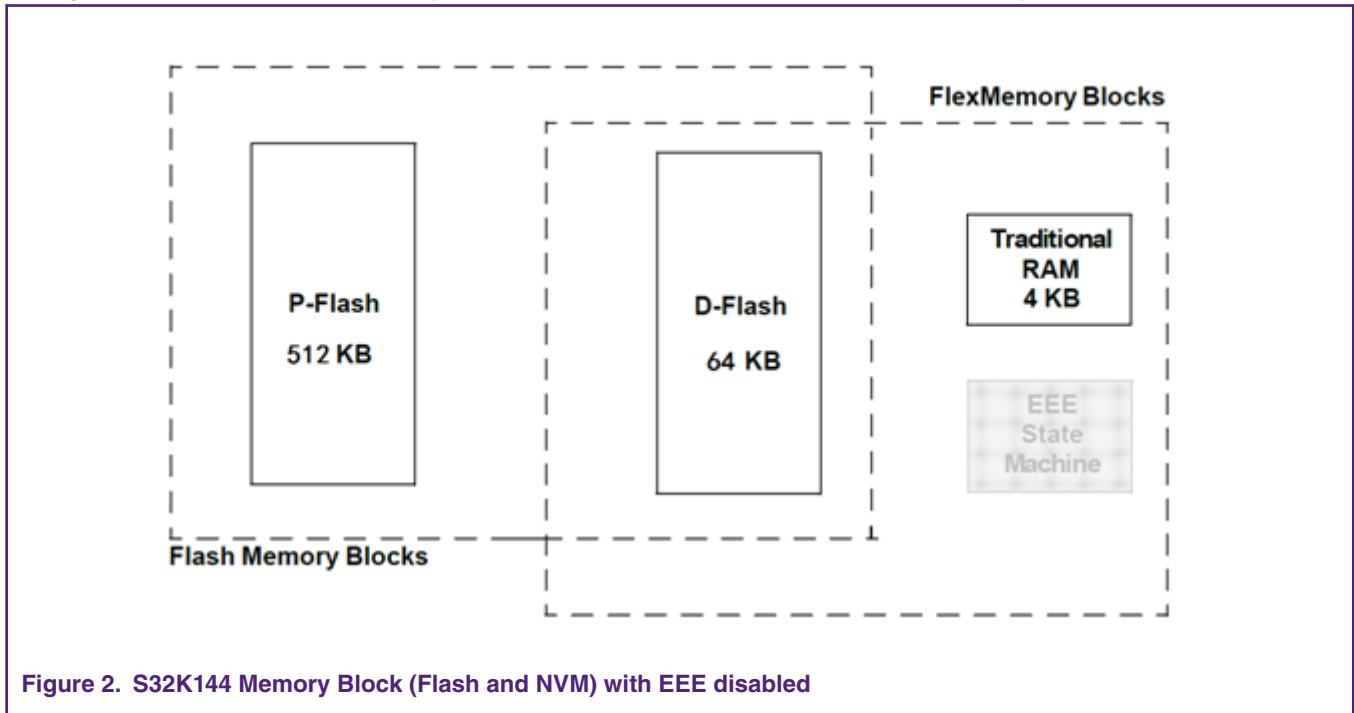 FlexMemory Blocks
P-Flash
512 KB
D-Flash
64 KB
Traditional
RAM
4 KB
EEE
State
Machine
Flash Memory Blocks
Figure 2. S32K144 Memory Block (Flash and NVM) with EEE disabled